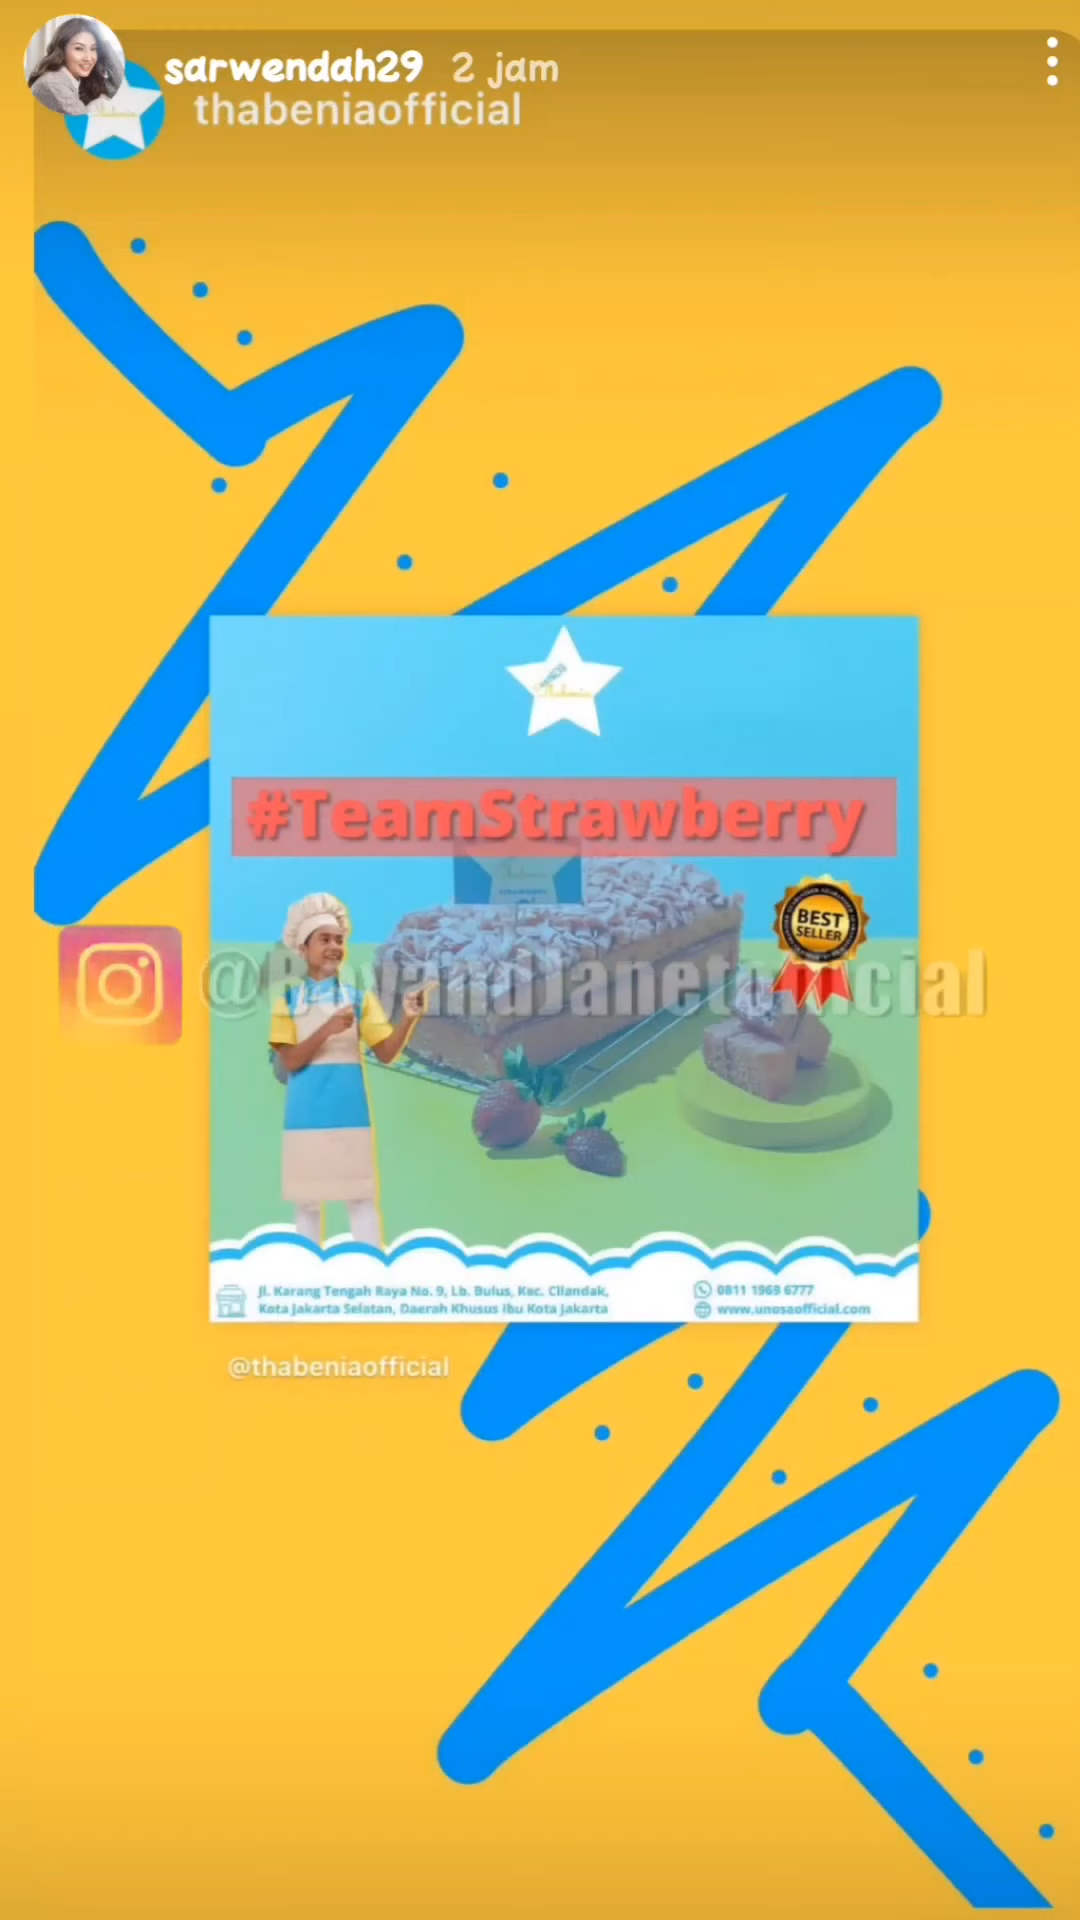 sarwendah29 2 jam
thabeniaofficial
#TeamStrawberry
STRAWBERRY
BEST
SELLER
Jl. Karang Tengah Raya No. 9, Lb. Bulus, Kec. Cilandak,
Kota Jakarta Selatan, Daerah Khusus Ibu Kota Jakarta
0811 1969 6777
www.unosaofficial.com
@thabeniaofficial